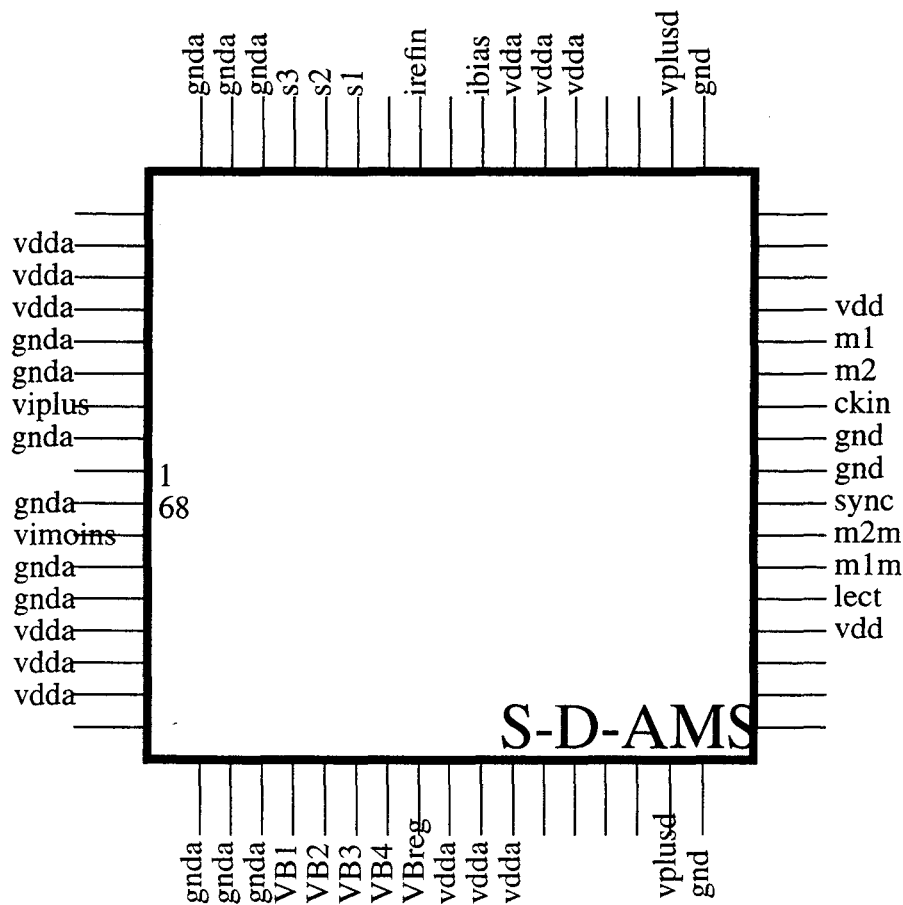 gnda
gnda
gnda
s3
s2
s1
irefin
ibias
vdda
vdda
vdda
vplusd
gnd
vdda
vdda
vdda
gnda
gnda
viplus
gnda
gnda
vimoins
gnda
gnda
vdda
vdda
vdda
1
68
vdd
m1
m2
ckin
gnd
gnd
sync
m2m
m1m
lect
vdd
S-D-AMS
gnda
gnda
gnda
VB1
VB2
VB3
VB4
VBreg
vdda
vdda
vdda
vplusd
gnd